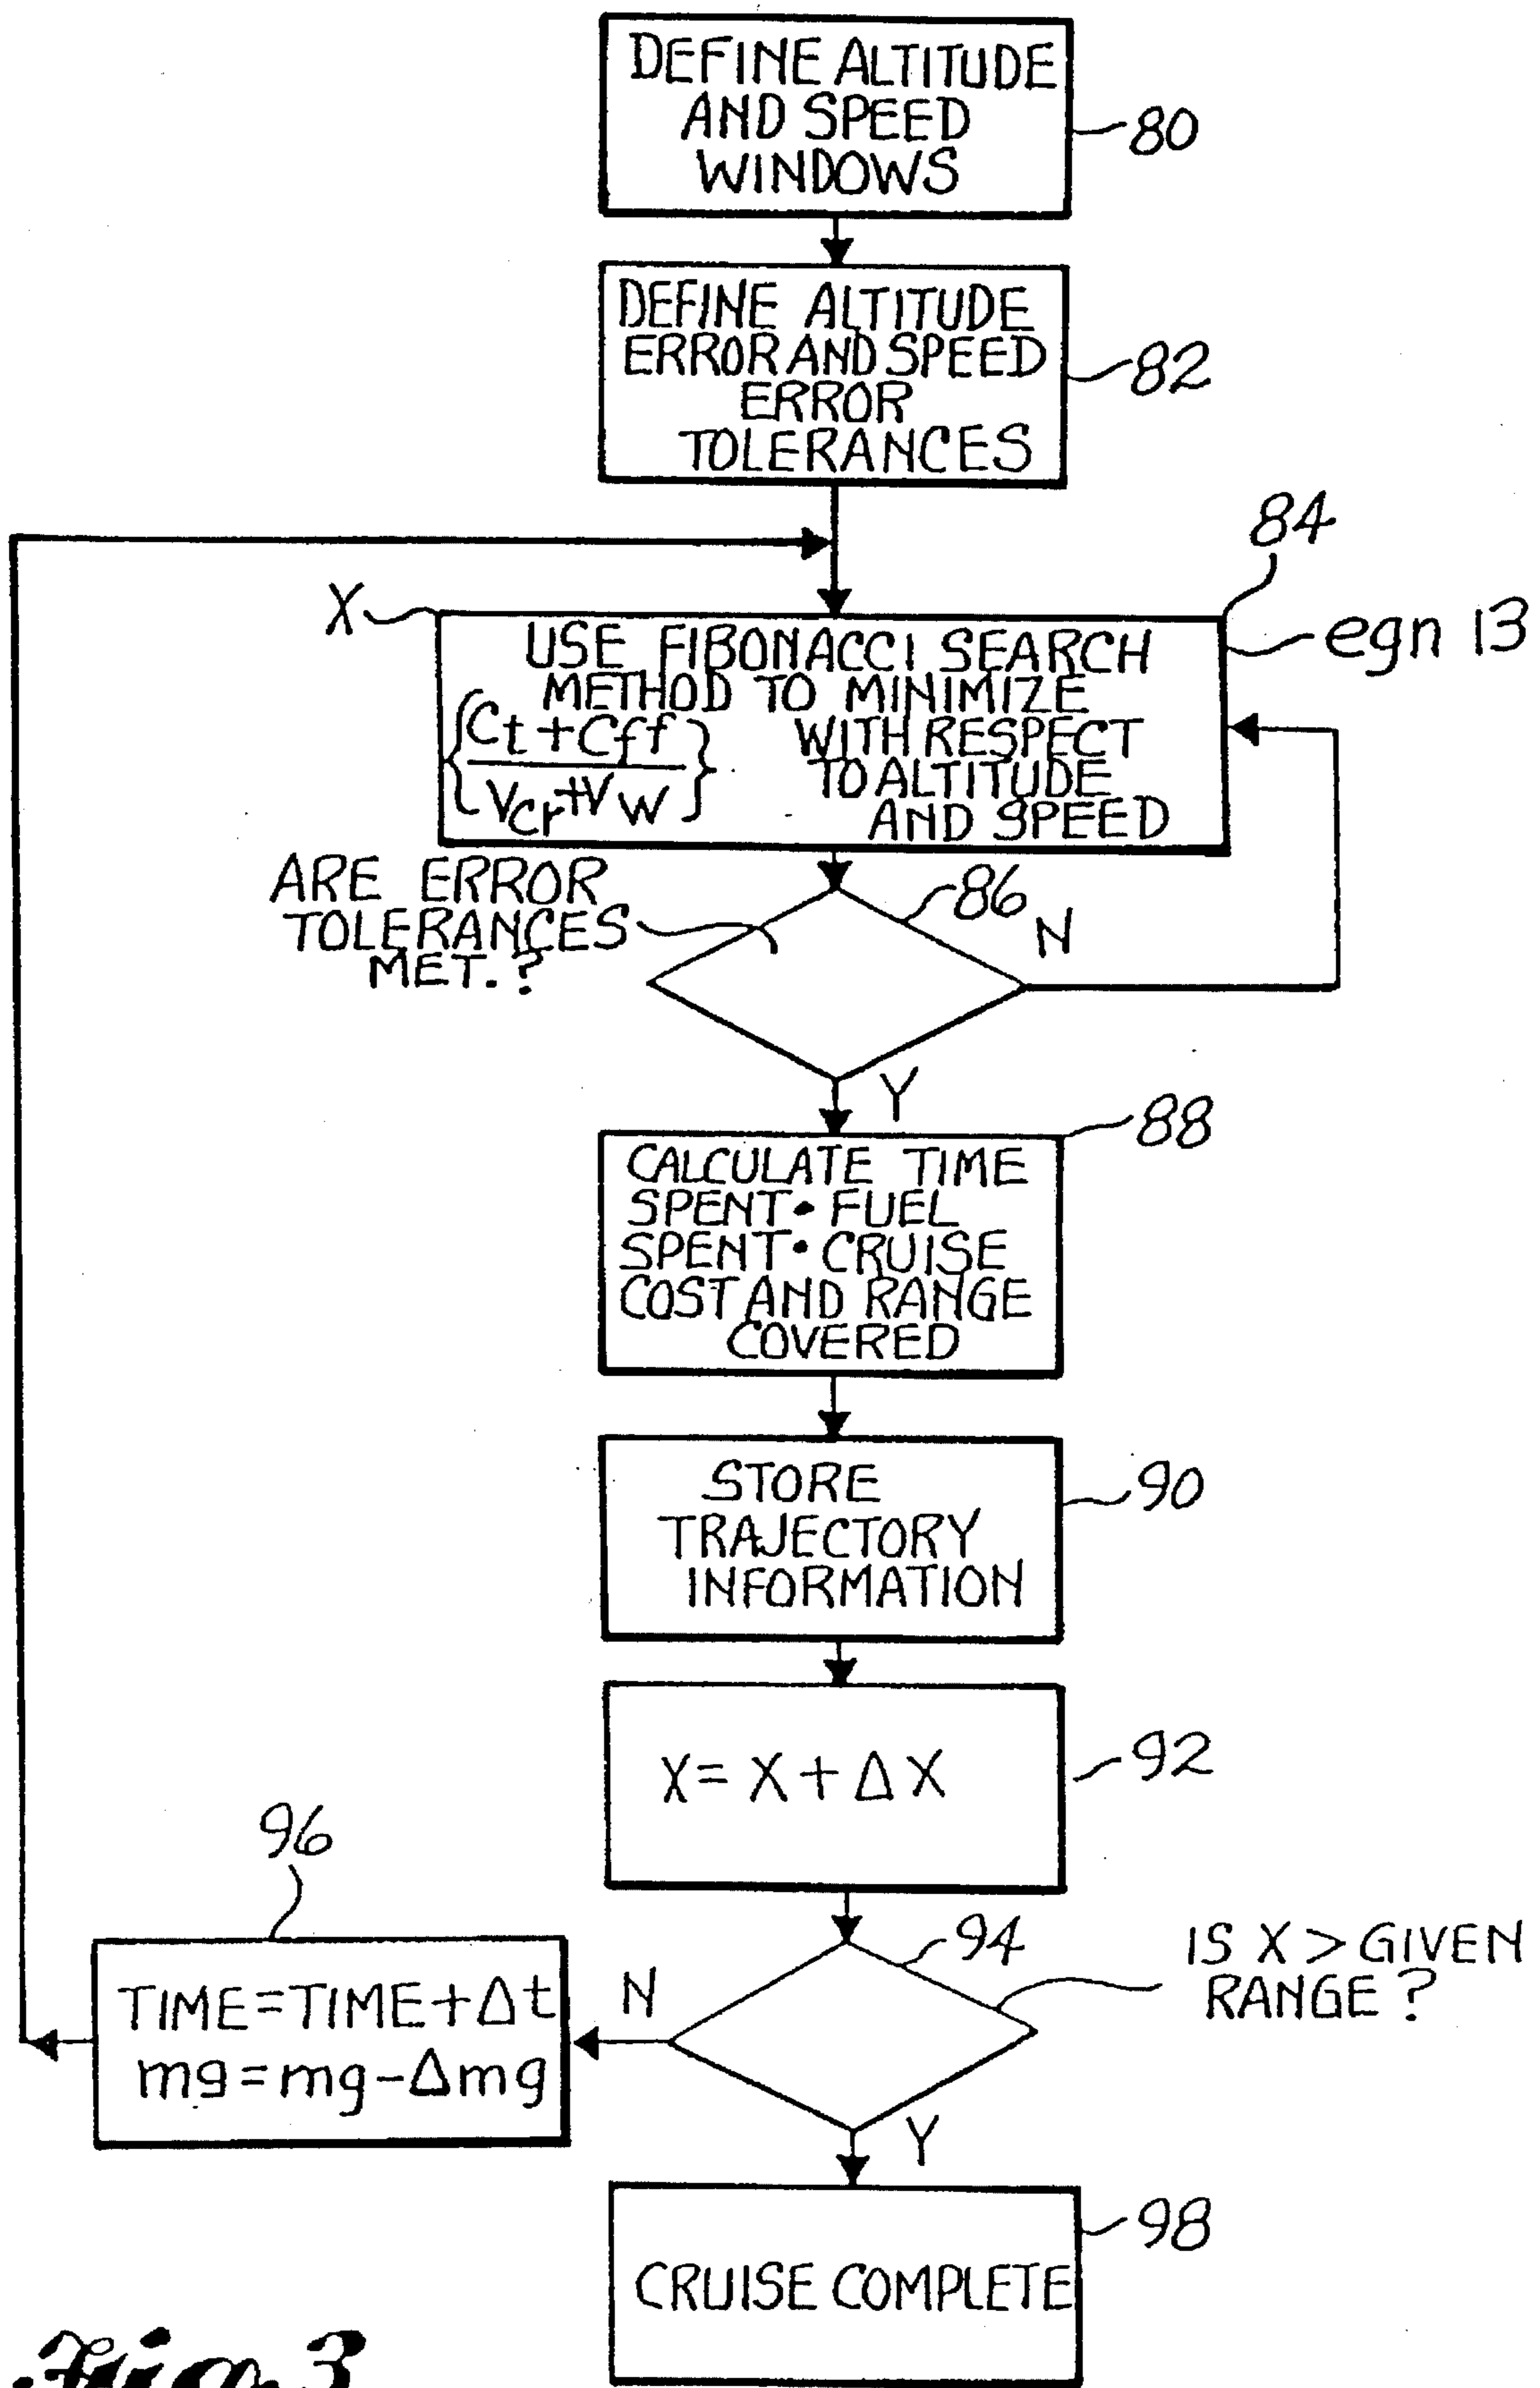 DEFINE ALTITUDE
AND SPEED
WINDOWS
80
DEFINE ALTITUDE
ERROR AND SPEED
ERROR
TOLERANCES
82
84
X
egn 13
USE FIBONACCI SEARCH
METHOD TO MINIMIZE
{Ct + Cff / Vcr + Vw}
WITH RESPECT
TO ALTITUDE
AND SPEED
ARE ERROR
TOLERANCES
MET.?
86
N
Y
88
CALCULATE TIME
SPENT • FUEL
SPENT • CRUISE
COST AND RANGE
COVERED
STORE
TRAJECTORY
INFORMATION
90
X = X + Δ X
92
96
94
IS X > GIVEN
RANGE?
N
TIME = TIME + Δt
mg = mg - Δmg
Y
98
CRUISE COMPLETE
Fig. 3